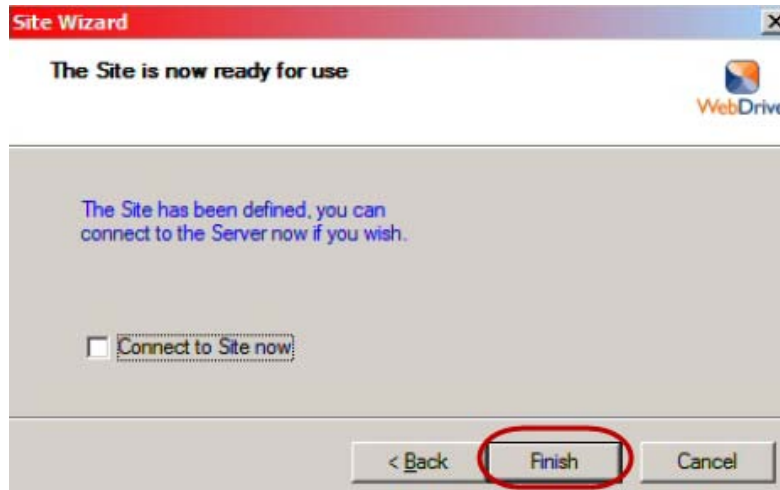 Site Wizard
The Site is now ready for use
WebDrive
The Site has been defined, you can
connect to the Server now if you wish.
Connect to Site now
< Back
Finish
Cancel